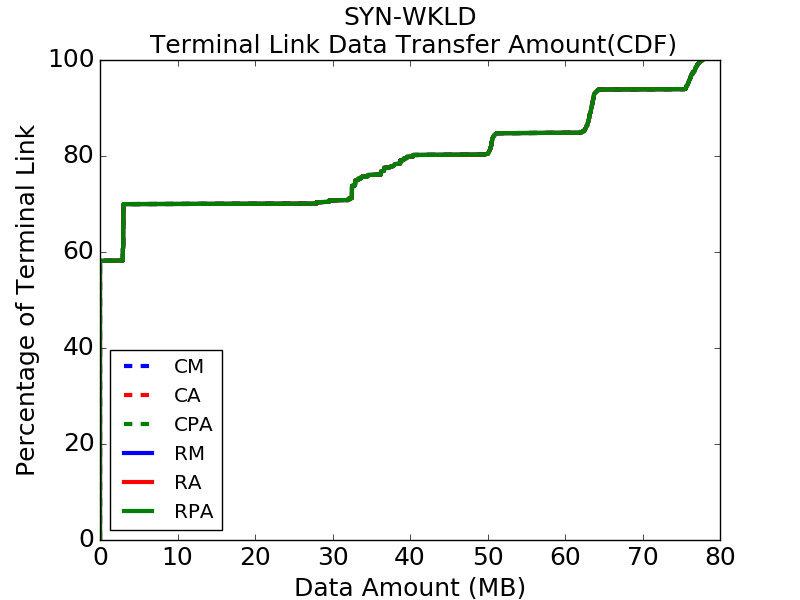 SYN-WKLD
Terminal Link Data Transfer Amount(CDF)
100
80
60
40
20
0
Percentage of Terminal Link
CM
CA
CPA
RM
RA
RPA
0 10 20 30 40 50 60 70 80
Data Amount (MB)